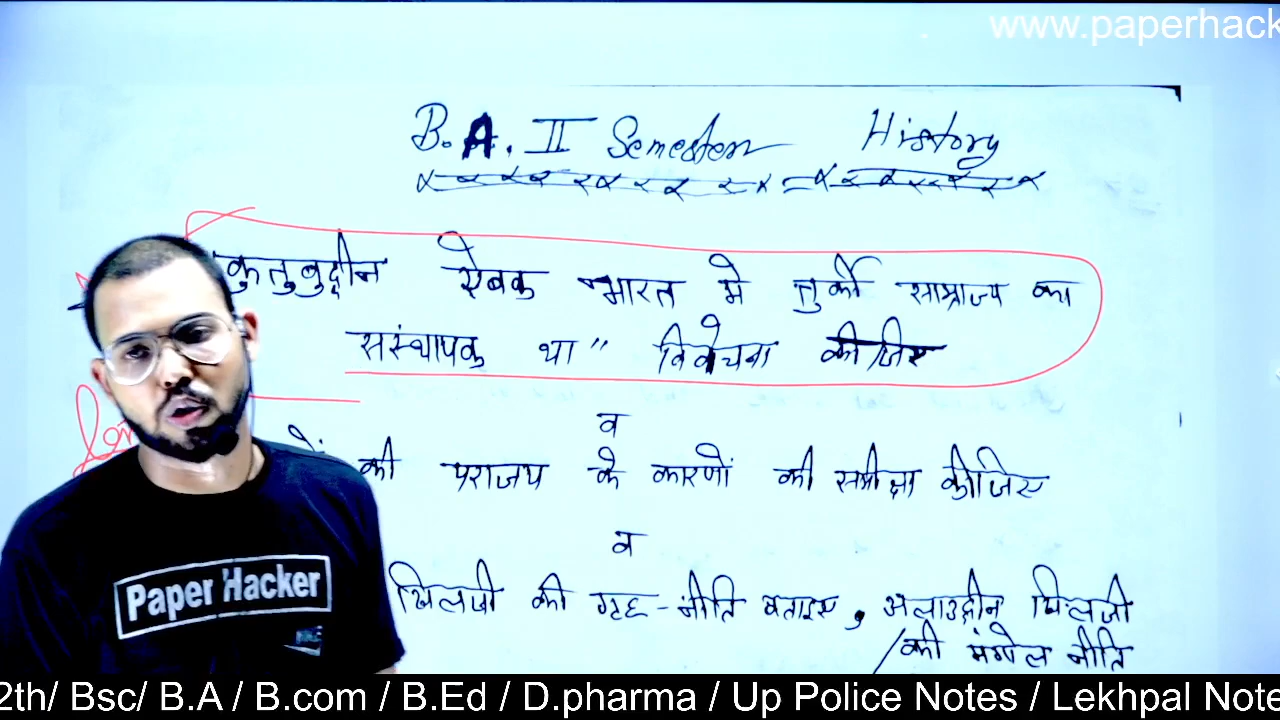 www.paperhack
B.A. II Semester History
कुतुबुद्दीन ऐबक भारत मे तुर्की साम्राज्य का
संस्थापक था” विवेचना कीजिए
व
की पराजय के कारणों की समीक्षा कीजिए
व
खिलजी की गृह-नीति बताइए, अलाउद्दीन खिलजी
/की मंगोल नीति
Paper Hacker
2th/ Bsc/ B.A / B.com / B.Ed / D.pharma / Up Police Notes / Lekhpal Note